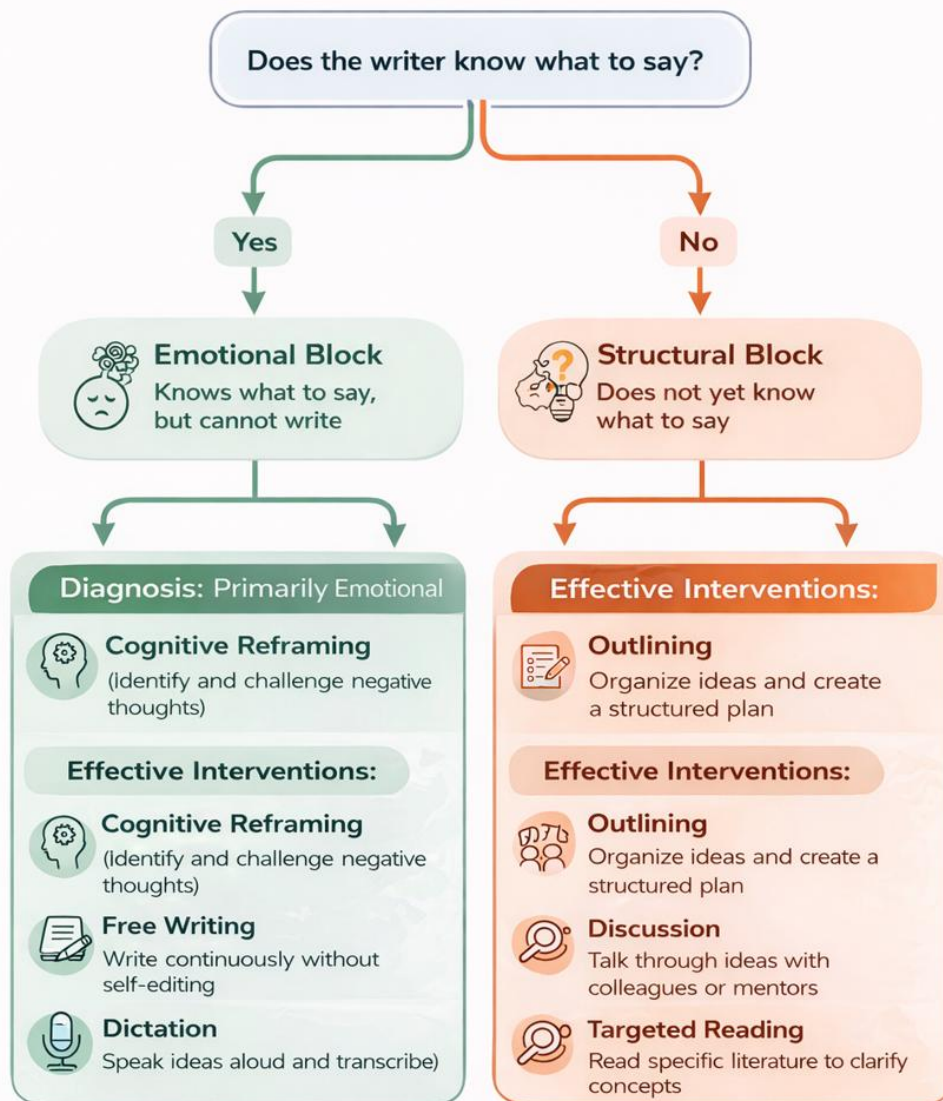 Does the writer know what to say?
Yes
No
Emotional Block
Knows what to say,
but cannot write
Structural Block
Does not yet know
what to say
Diagnosis: Primarily Emotional
Cognitive Reframing
(Identify and challenge negative
thoughts)
Effective Interventions:
Cognitive Reframing
(Identify and challenge negative
thoughts)
Free Writing
Write continuously without
self-editing
Dictation
Speak ideas aloud and transcribe)
Effective Interventions:
Outlining
Organize ideas and create
a structured plan
Effective Interventions:
Outlining
Organize ideas and create a
structured plan
Discussion
Talk through ideas with
colleagues or mentors
Targeted Reading
Read specific literature to clarify
concepts